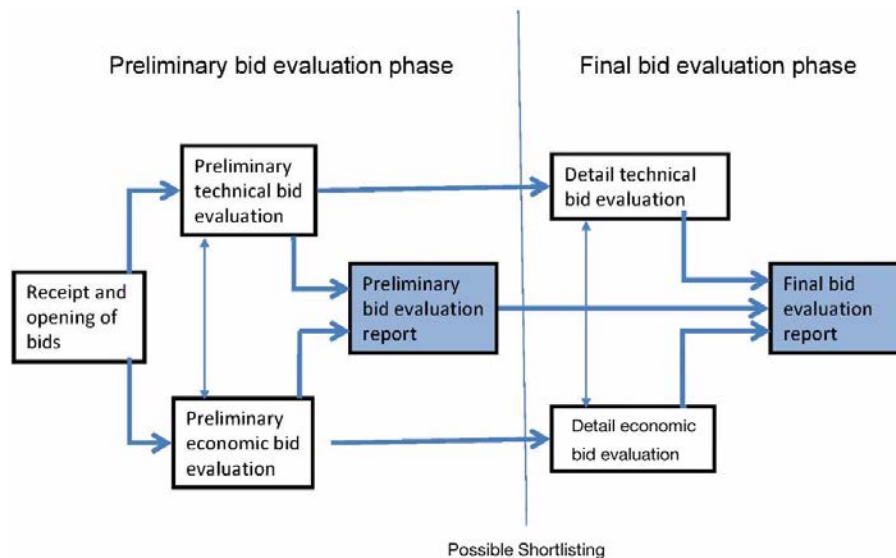 Preliminary bid evaluation phase
Final bid evaluation phase
Preliminary
technical bid
evaluation
Detail technical
bid evaluation
Receipt and
opening of
bids
Preliminary
bid evaluation
report
Final bid
evaluation
report
Preliminary
economic bid
evaluation
Detail economic
bid evaluation
Possible Shortlisting